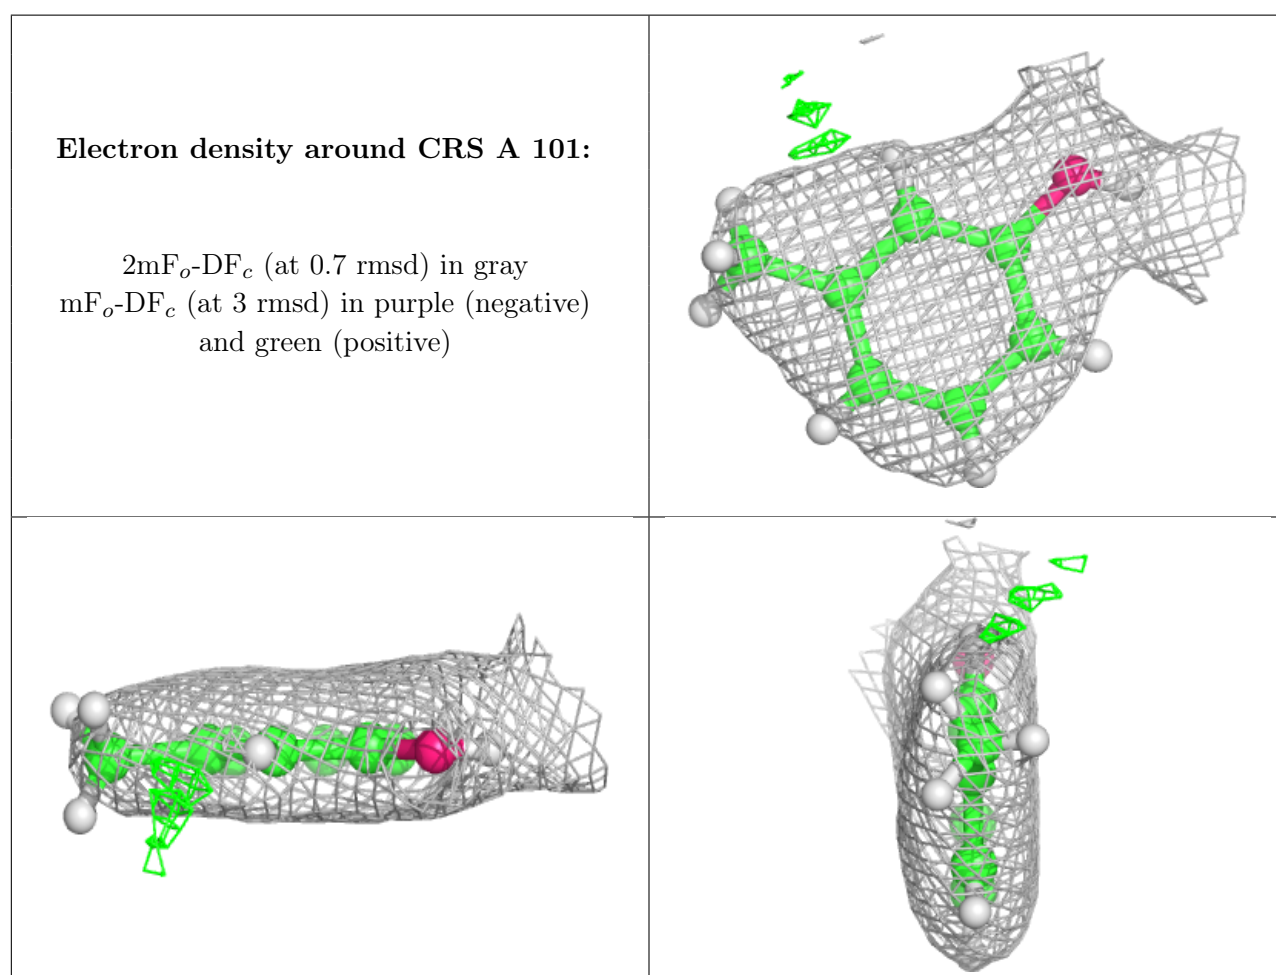 Electron density around CRS A 101:
2mFo-DFc (at 0.7 rmsd) in gray
mFo-DFc (at 3 rmsd) in purple (negative)
and green (positive)